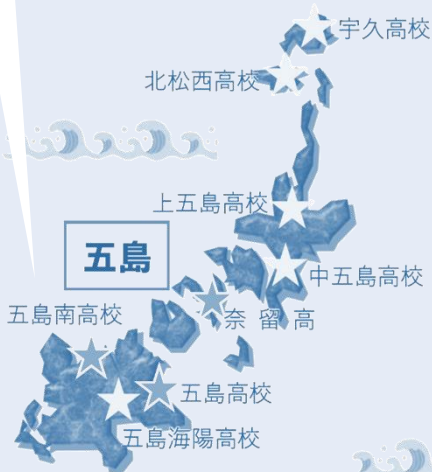 宇久高校
北松西高校
上五島高校
五島
中五島高校
五島南高校
奈留高
五島高校
五島海陽高校